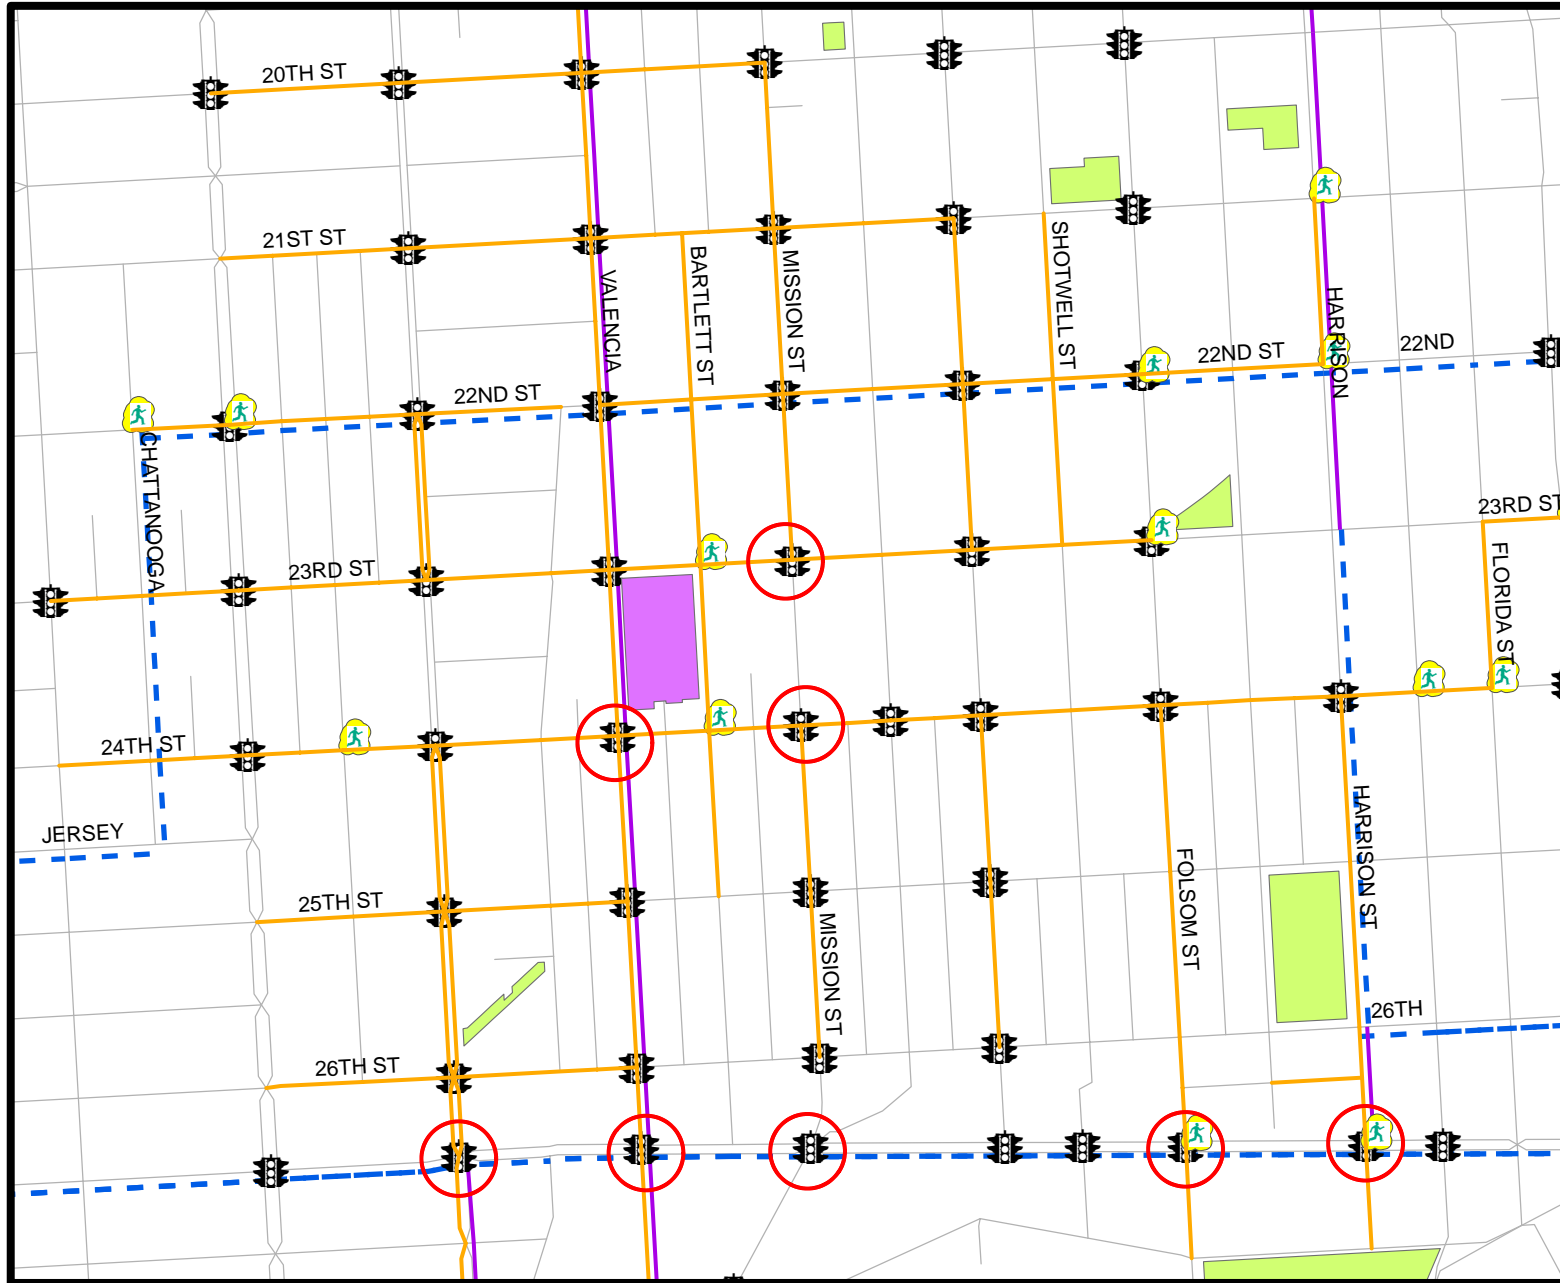 20TH ST
21ST ST
VALENCIA
BARTLETT ST
MISSION ST
SHOTWELL ST
HARRISON
22ND ST
22ND
22ND ST
CHATTANOOGA
23RD ST
23RD ST
FLORIDA ST
24TH ST
JERSEY
HARRISON ST
FOLSOM ST
25TH ST
MISSION ST
26TH
26TH ST